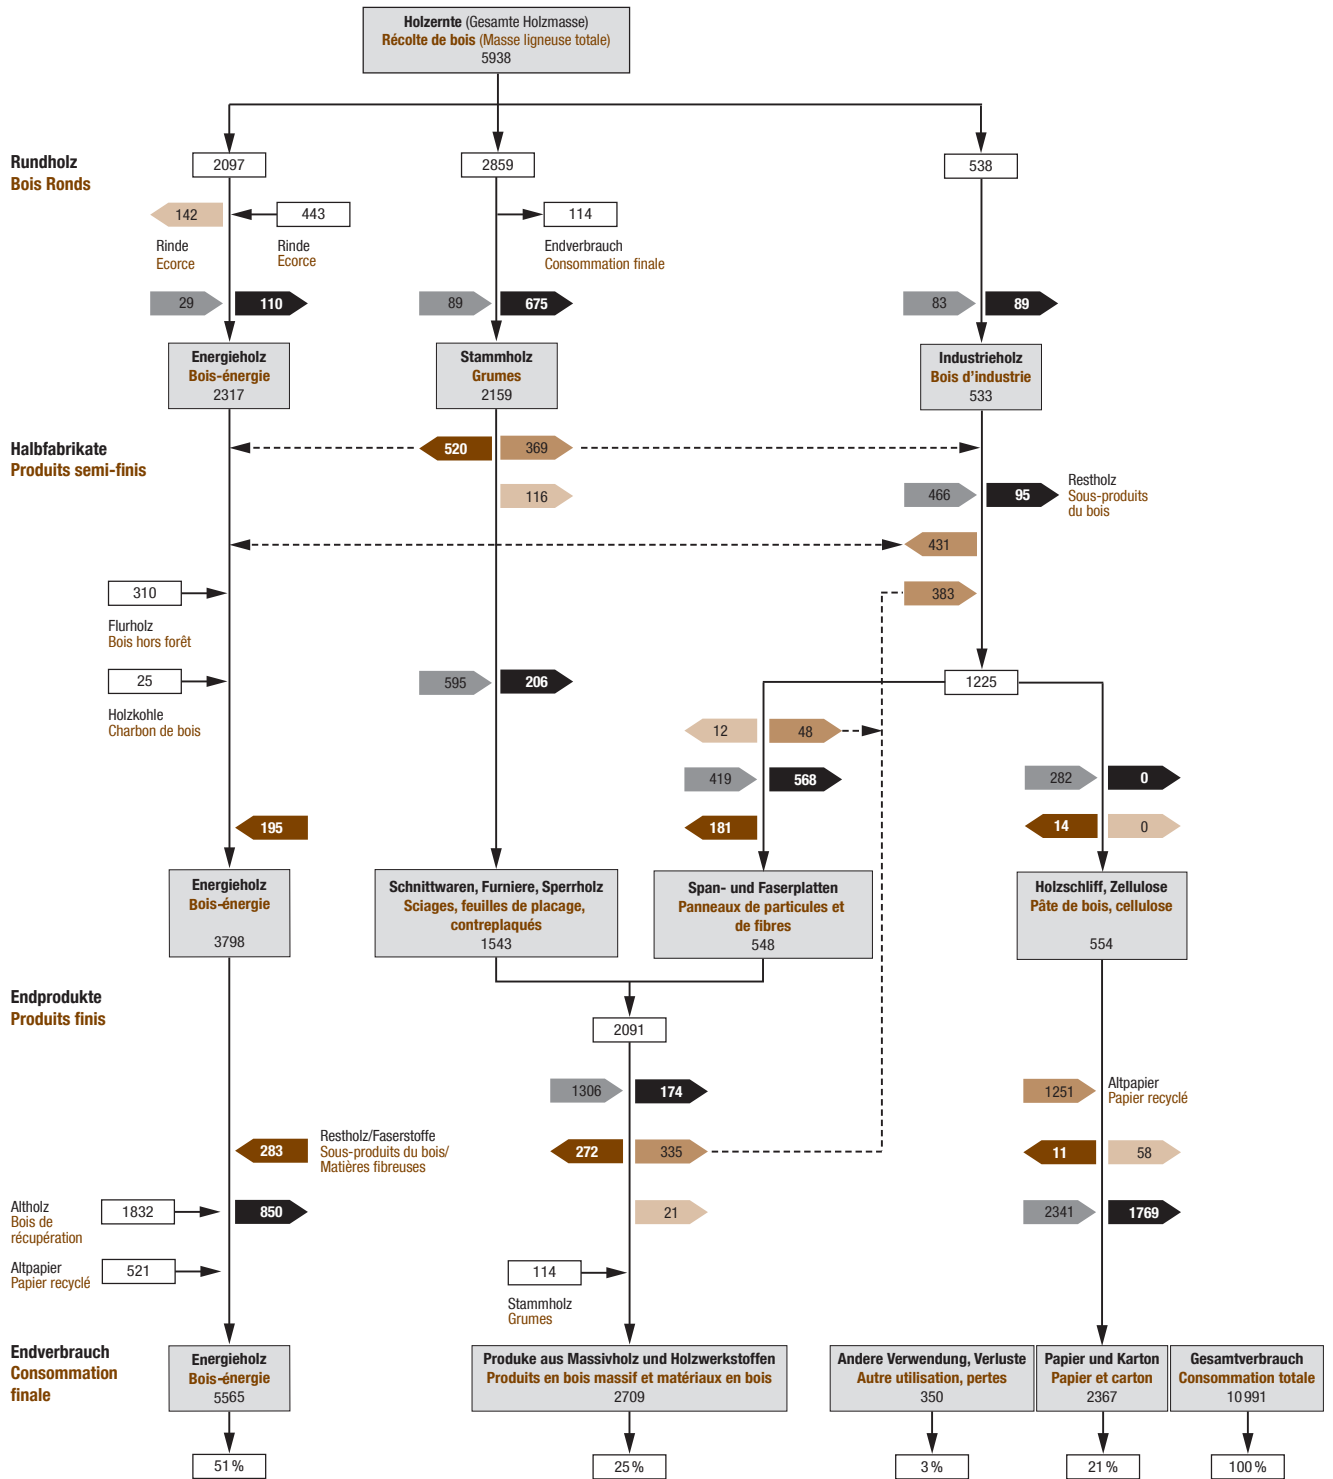 Holzernte (Gesamte Holzmasse)
Récolte de bois (Masse ligneuse totale)
5938
Rundholz
Bois Ronds
2097
2859
538
142
443
114
Rinde
Ecorce
Rinde
Ecorce
Endverbrauch
Consommation finale
29
110
89
675
83
89
Energieholz
Bois-énergie
2317
Stammholz
Grumes
2159
Industrieholz
Bois d'industrie
533
Halbfabrikate
Produits semi-finis
520
369
116
466
95
Restholz
Sous-produits
du bois
431
310
383
Flurholz
Bois hors forêt
25
595
206
1225
Holzkohle
Charbon de bois
12
48
419
568
282
0
195
181
14
0
Energieholz
Bois-énergie
3798
Schnittwaren, Furniere, Sperrholz
Sciages, feuilles de placage,
contreplaqués
1543
Span- und Faserplatten
Panneaux de particules et
de fibres
548
Holzschliff, Zellulose
Pâte de bois, cellulose
554
Endprodukte
Produits finis
2091
1306
174
1251
Altpapier
Papier recyclé
283
Restholz/Faserstoffe
Sous-produits du bois/
Matières fibreuses
272
335
11
58
Altholz
Bois de
récupération
1832
850
21
2341
1769
Altpapier
Papier recyclé
521
114
Stammholz
Grumes
Endverbrauch
Consommation
finale
Energieholz
Bois-énergie
5565
Produke aus Massivholz und Holzwerkstoffen
Produits en bois massif et matériaux en bois
2709
Andere Verwendung, Verluste
Autre utilisation, pertes
350
Papier und Karton
Papier et carton
2367
Gesamtverbrauch
Consommation totale
10 991
51 %
25 %
3 %
21 %
100 %